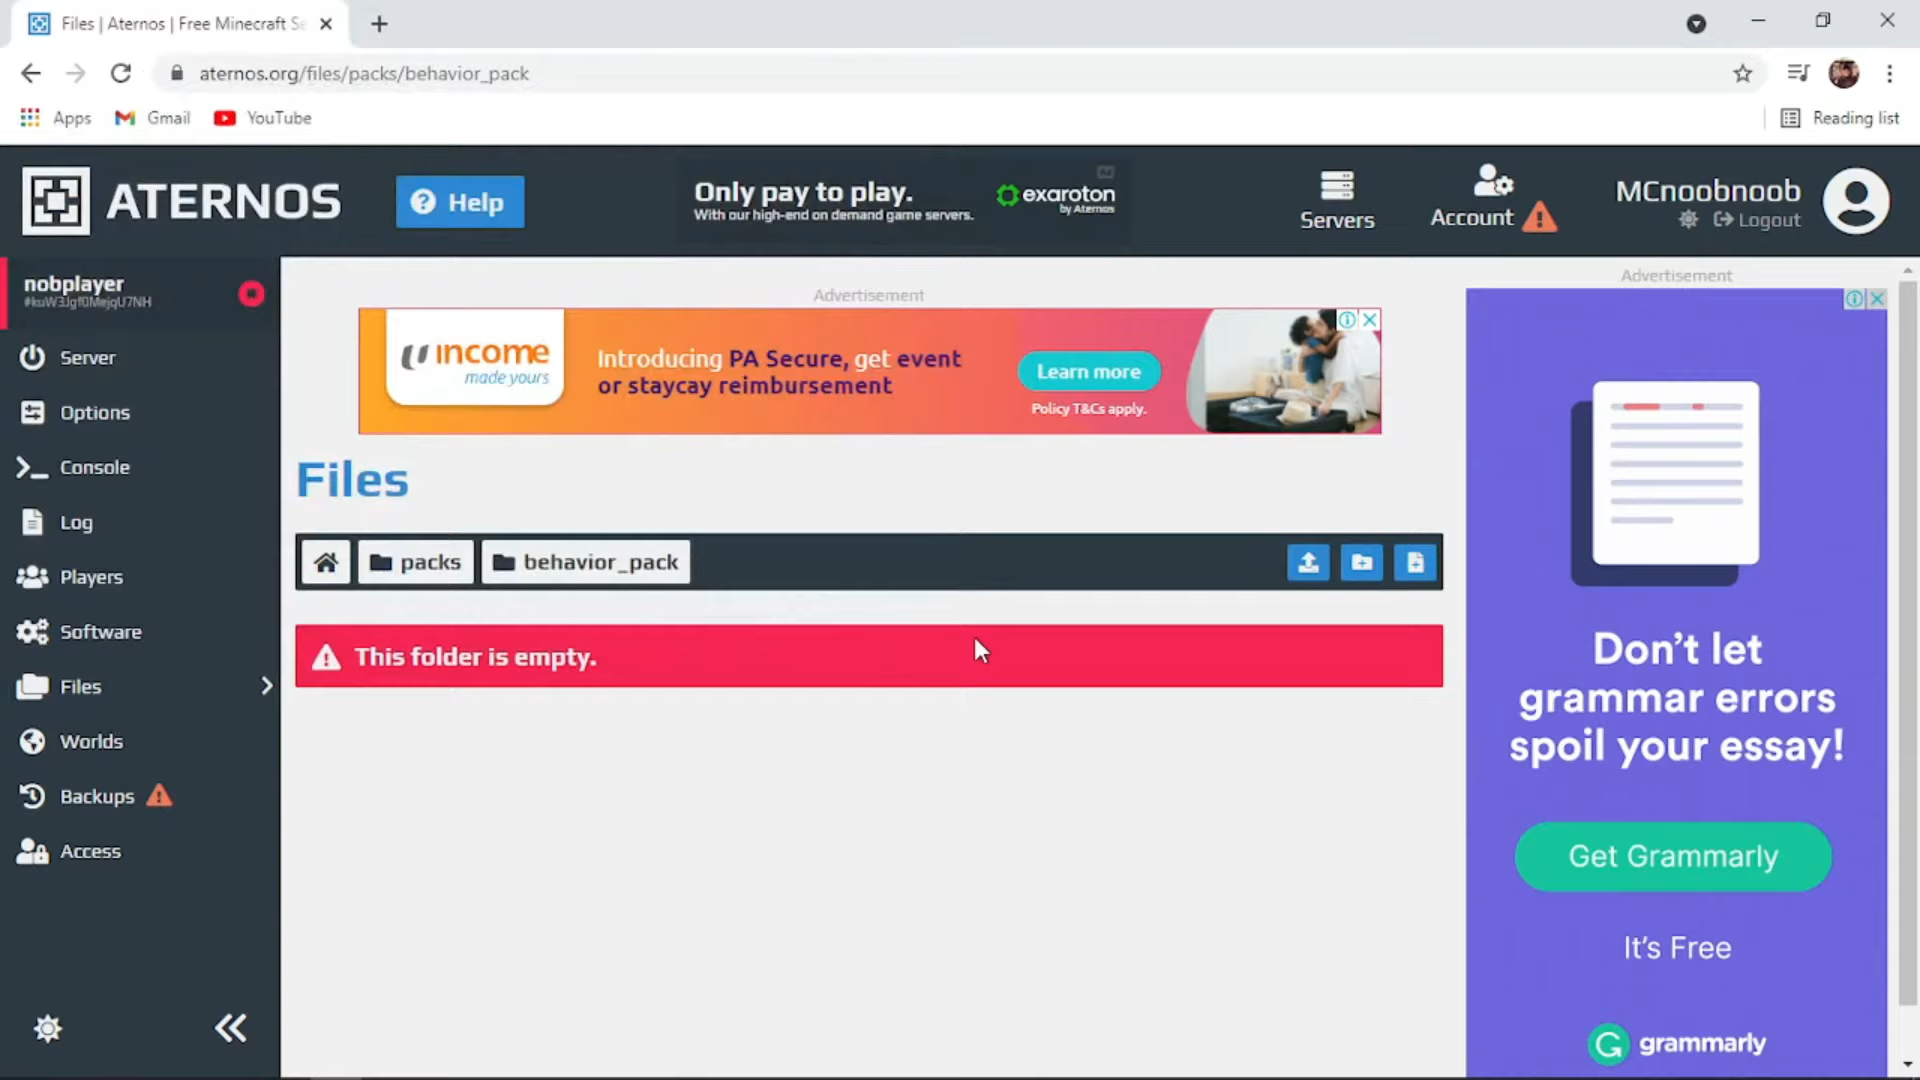 Files | Aternos | Free Minecraft Se
aternos.org/files/packs/behavior_pack
Apps
Gmail
YouTube
Reading list
ATERNOS
Help
Only pay to play.
With our high-end on demand game servers.
exaroton
by Aternos
Servers
Account
MCnoobnoob
Logout
nobplayer
#kuW3Jgf0MejqU7NH
Server
Options
Console
Log
Players
Software
Files
Worlds
Backups
Access
Advertisement
income
made yours
Introducing PA Secure, get event
or staycay reimbursement
Learn more
Policy T&Cs apply.
Files
packs
behavior_pack
This folder is empty.
Advertisement
Don't let
grammar errors
spoil your essay!
Get Grammarly
It's Free
grammarly